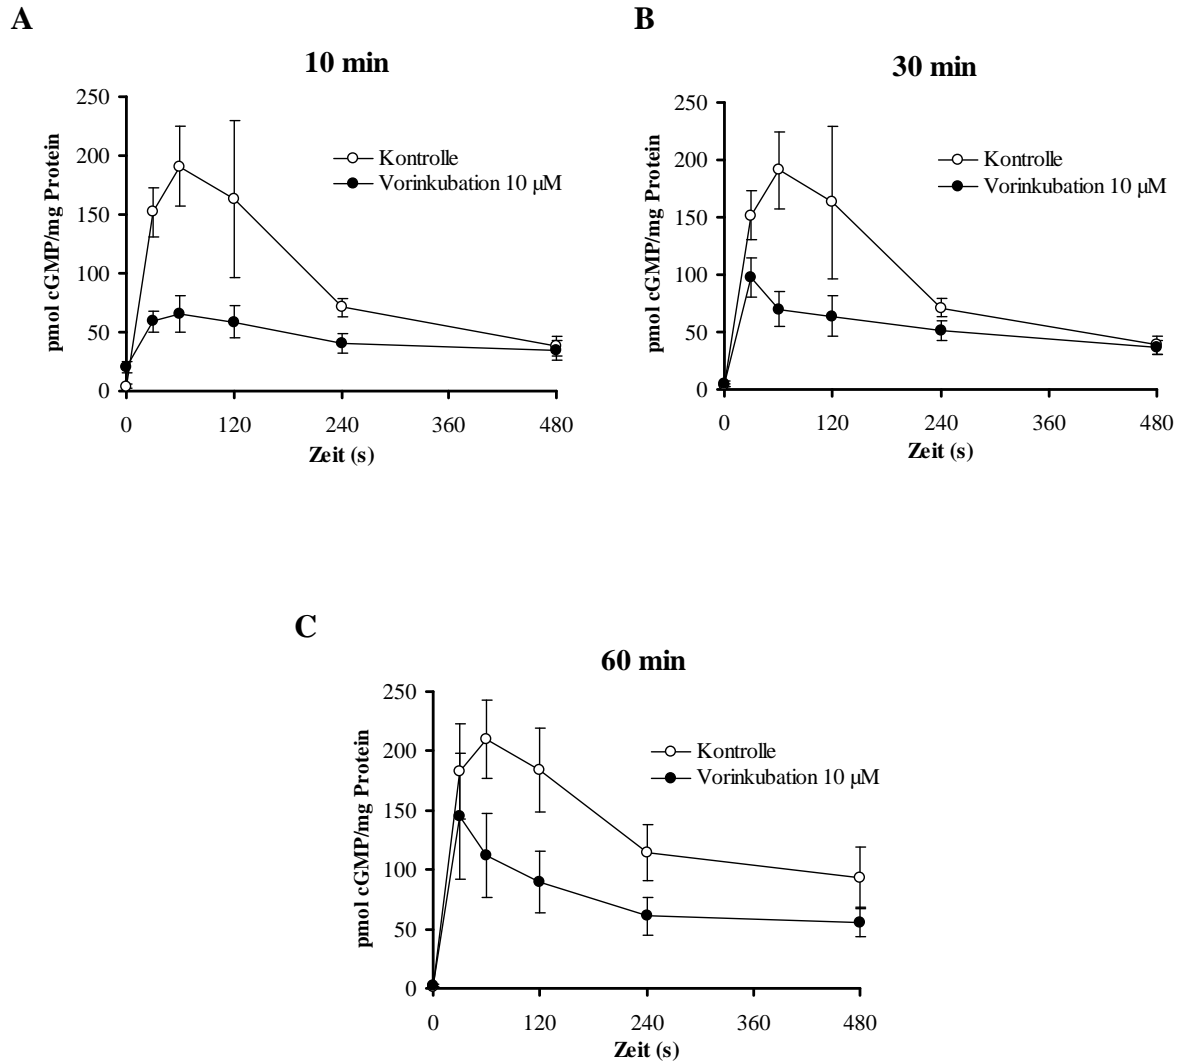 A
10 min
pmol cGMP/mg Protein
250
200
150
100
50
0
Kontrolle
Vorinkubation 10 µM
0 120 240 360 480
Zeit (s)
B
30 min
pmol cGMP/mg Protein
250
200
150
100
50
0
Kontrolle
Vorinkubation 10 µM
0 120 240 360 480
Zeit (s)
C
60 min
pmol cGMP/mg Protein
250
200
150
100
50
0
Kontrolle
Vorinkubation 10 µM
0 120 240 360 480
Zeit (s)